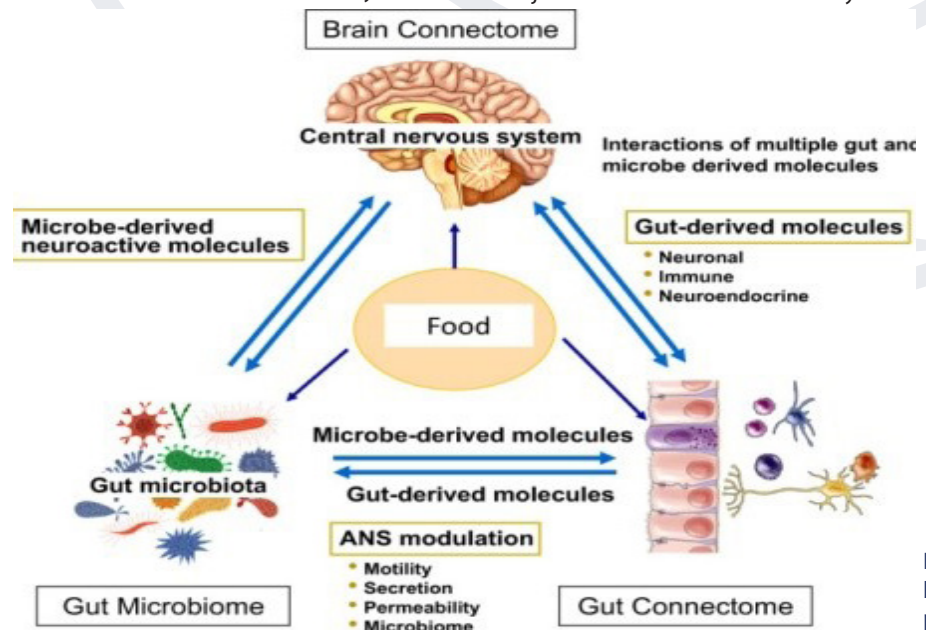 Brain Connectome
Central nervous system
Interactions of multiple gut and
microbe derived molecules
Microbe-derived
neuroactive molecules
Gut-derived molecules
Neuronal
Immune
Neuroendocrine
Food
Microbe-derived molecules
Gut microbiota
Gut-derived molecules
ANS modulation
Motility
Secretion
Permeability
Microbiome
Gut Microbiome
Gut Connectome